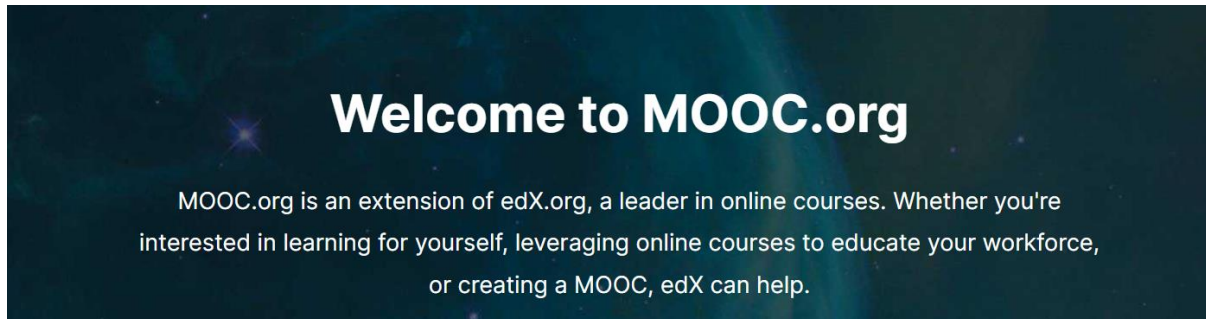 Welcome to MOOC.org
MOOC.org is an extension of edX.org, a leader in online courses. Whether you're
interested in learning for yourself, leveraging online courses to educate your workforce,
or creating a MOOC, edX can help.